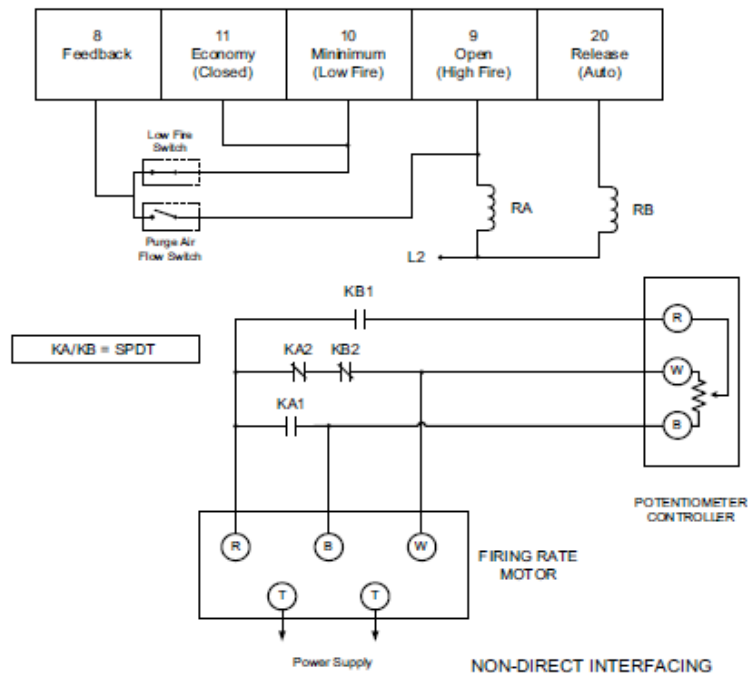 8
Feedback
11
Economy
(Closed)
10
Mininimum
(Low Fire)
9
Open
(High Fire)
20
Release
(Auto)
Low Fire
Switch
Purge Air
Flow Switch
RA
RB
L2
KB1
KA/KB = SPDT
KA2
KB2
KA1
R
W
B
POTENTIOMETER
CONTROLLER
R
B
W
T
T
FIRING RATE
MOTOR
Power Supply
NON-DIRECT INTERFACING